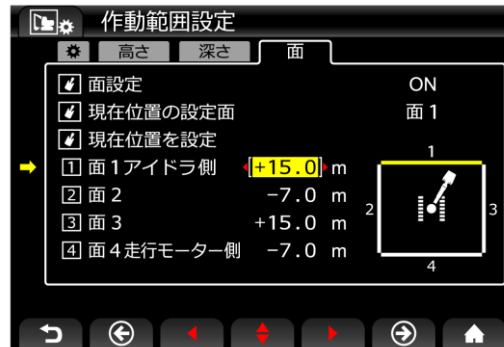 作動範囲設定
高さ 深さ 面
面設定 ON
現在位置の設定面 面1
現在位置を設定
1 面1アイドラ側 +15.0 m
2 面2 -7.0 m
3 面3 +15.0 m
4 面4走行モーター側 -7.0 m
1
2 3
4